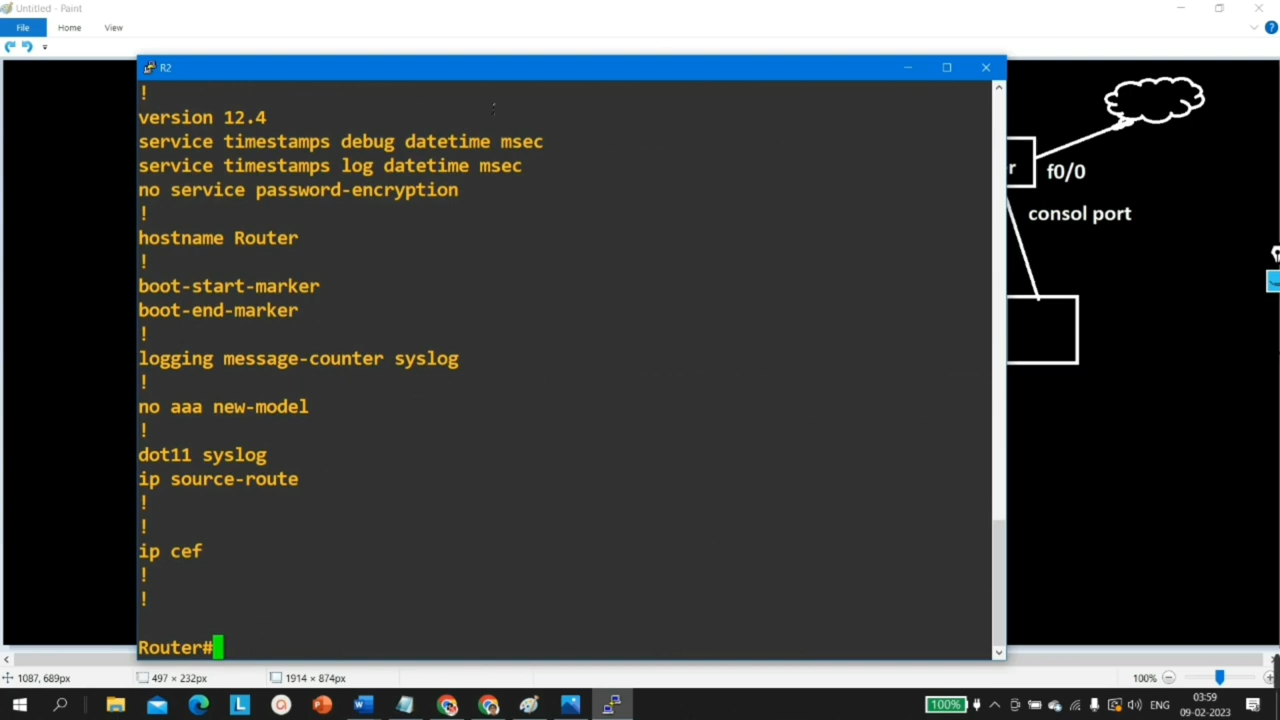 Untitled - Paint
File
Home
View
?
R2
!
version 12.4
service timestamps debug datetime msec
service timestamps log datetime msec
no service password-encryption
!
hostname Router
!
boot-start-marker
boot-end-marker
!
logging message-counter syslog
!
no aaa new-model
!
dot11 syslog
ip source-route
!
!
ip cef
!
!
Router#
r
f0/0
consol port
1087, 689px
497 × 232px
1914 × 874px
100%
100%
ENG
03:59
09-02-2023